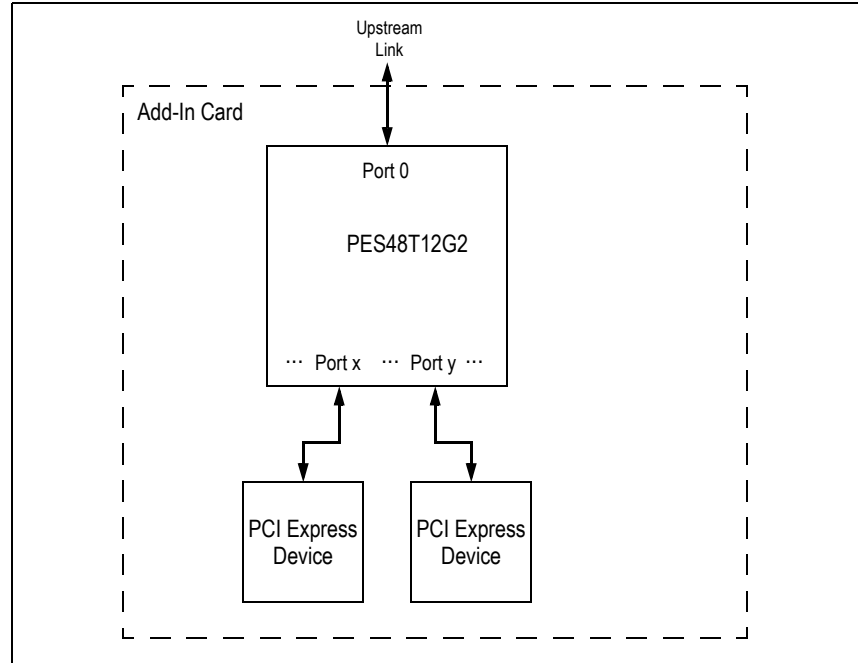 Upstream
Link
Add-In Card
Port 0
PES48T12G2
··· Port x ··· Port y ···
PCI Express
Device
PCI Express
Device